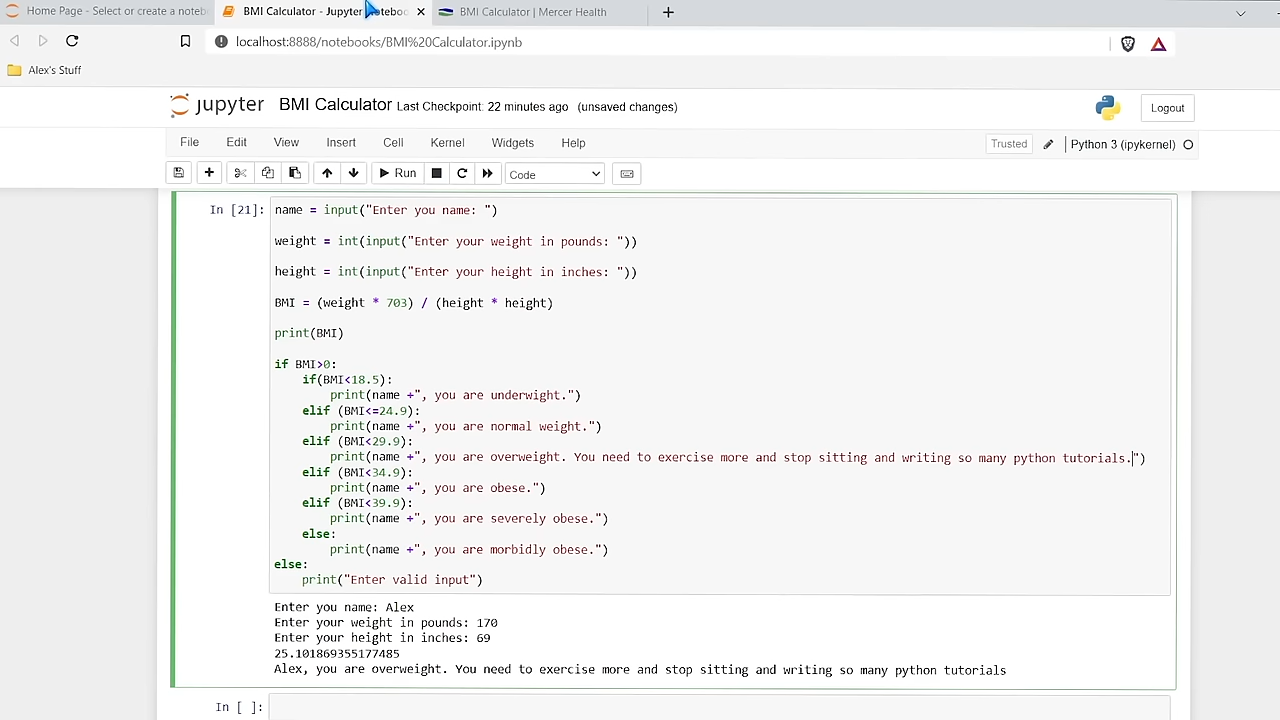 Home Page - Select or create a noteb
BMI Calculator - Jupyter Noteboo
BMI Calculator | Mercer Health
localhost:8888/notebooks/BMI%20Calculator.ipynb
Alex's Stuff
jupyter BMI Calculator Last Checkpoint: 22 minutes ago (unsaved changes)
Logout
File Edit View Insert Cell Kernel Widgets Help
Trusted
Python 3 (ipykernel)
Run
Code
In [21]:
name = input("Enter you name: ")
weight = int(input("Enter your weight in pounds: "))
height = int(input("Enter your height in inches: "))
BMI = (weight * 703) / (height * height)
print(BMI)
if BMI>0:
    if(BMI<18.5):
        print(name +", you are underwight.")
    elif (BMI<=24.9):
        print(name +", you are normal weight.")
    elif (BMI<29.9):
        print(name +", you are overweight. You need to exercise more and stop sitting and writing so many python tutorials.")
    elif (BMI<34.9):
        print(name +", you are obese.")
    elif (BMI<39.9):
        print(name +", you are severely obese.")
    else:
        print(name +", you are morbidly obese.")
else:
    print("Enter valid input")
Enter you name: Alex
Enter your weight in pounds: 170
Enter your height in inches: 69
25.101869355177485
Alex, you are overweight. You need to exercise more and stop sitting and writing so many python tutorials
In [ ]: